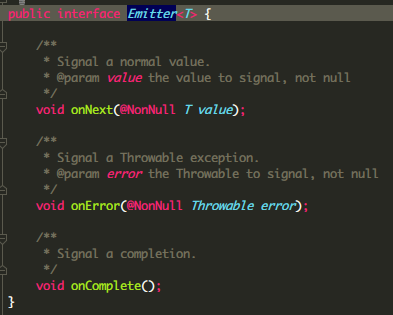 public interface Emitter<T> {
/**
* Signal a normal value.
* @param value the value to signal, not null
*/
void onNext(@NonNull T value);
/**
* Signal a Throwable exception.
* @param error the Throwable to signal, not null
*/
void onError(@NonNull Throwable error);
/**
* Signal a completion.
*/
void onComplete();
}